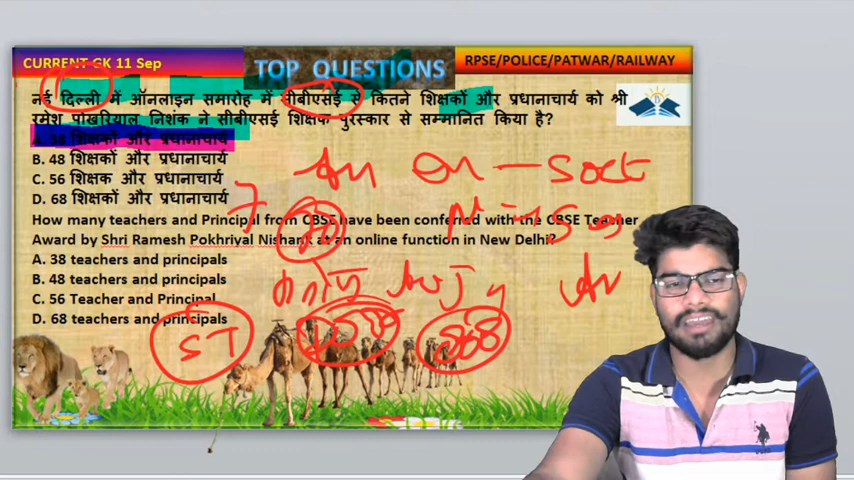 CURRENT GK 11 Sep
TOP QUESTIONS
RPSE/POLICE/PATWAR/RAILWAY
नई दिल्ली में ऑनलाइन समारोह में सीबीएसई से कितने शिक्षकों और प्रधानाचार्य को श्री
रमेश पोखरियाल निशंक ने सीबीएसई शिक्षक पुरस्कार से सम्मानित किया है?
A. 38 शिक्षकों और प्रधानाचार्य
B. 48 शिक्षकों और प्रधानाचार्य
C. 56 शिक्षक और प्रधानाचार्य
D. 68 शिक्षकों और प्रधानाचार्य
How many teachers and Principal from CBSE have been conferred with the CBSE Teacher
Award by Shri Ramesh Pokhriyal Nishank at an online function in New Delhi?
A. 38 teachers and principals
B. 48 teachers and principals
C. 56 Teacher and Principal
D. 68 teachers and principals
ST